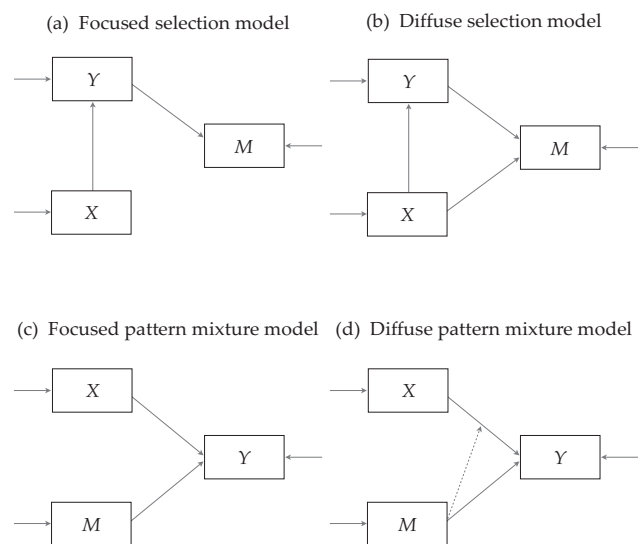 (a) Focused selection model
(b) Diffuse selection model
Y
Y
M
M
X
X
(c) Focused pattern mixture model
(d) Diffuse pattern mixture model
X
X
Y
Y
M
M